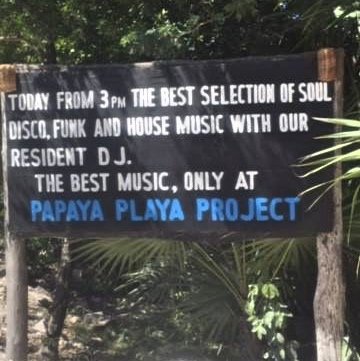 TODAY FROM 3PM THE BEST SELECTION OF SOUL
DISCO, FUNK AND HOUSE MUSIC WITH OUR
RESIDENT DJ.
THE BEST MUSIC, ONLY AT
PAPAYA PLAYA PROJECT